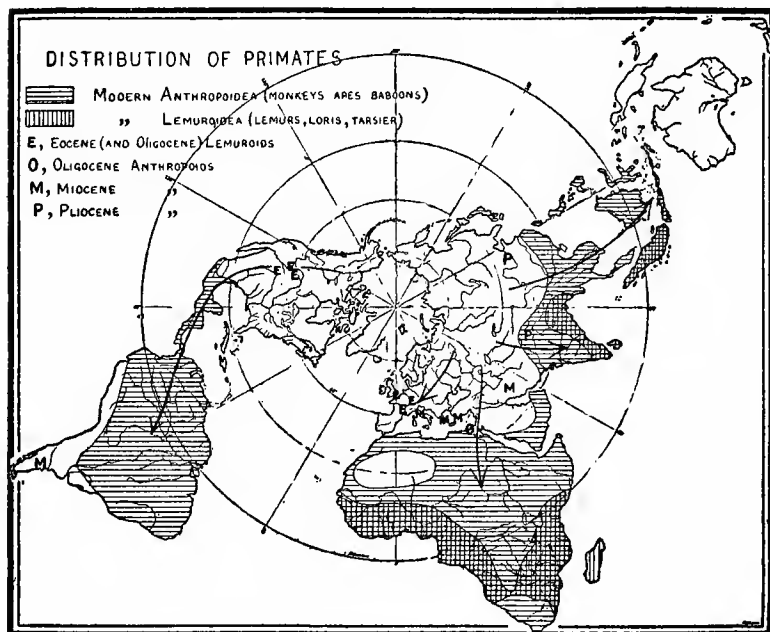 DISTRIBUTION OF PRIMATES
MODERN ANTHROPOIDEA (MONKEYS APES BABOONS)
„ LEMUROIDEA (LEMURS, LORIS, TARSIER)
E, EOCENE (AND OLIGOCENE) LEMUROIDS
O, OLIGOCENE ANTHROPOIDS
M, MIOCENE „
P, PLIOCENE „
P
E
E
E
P
M
E
E
M
M
M
O
M